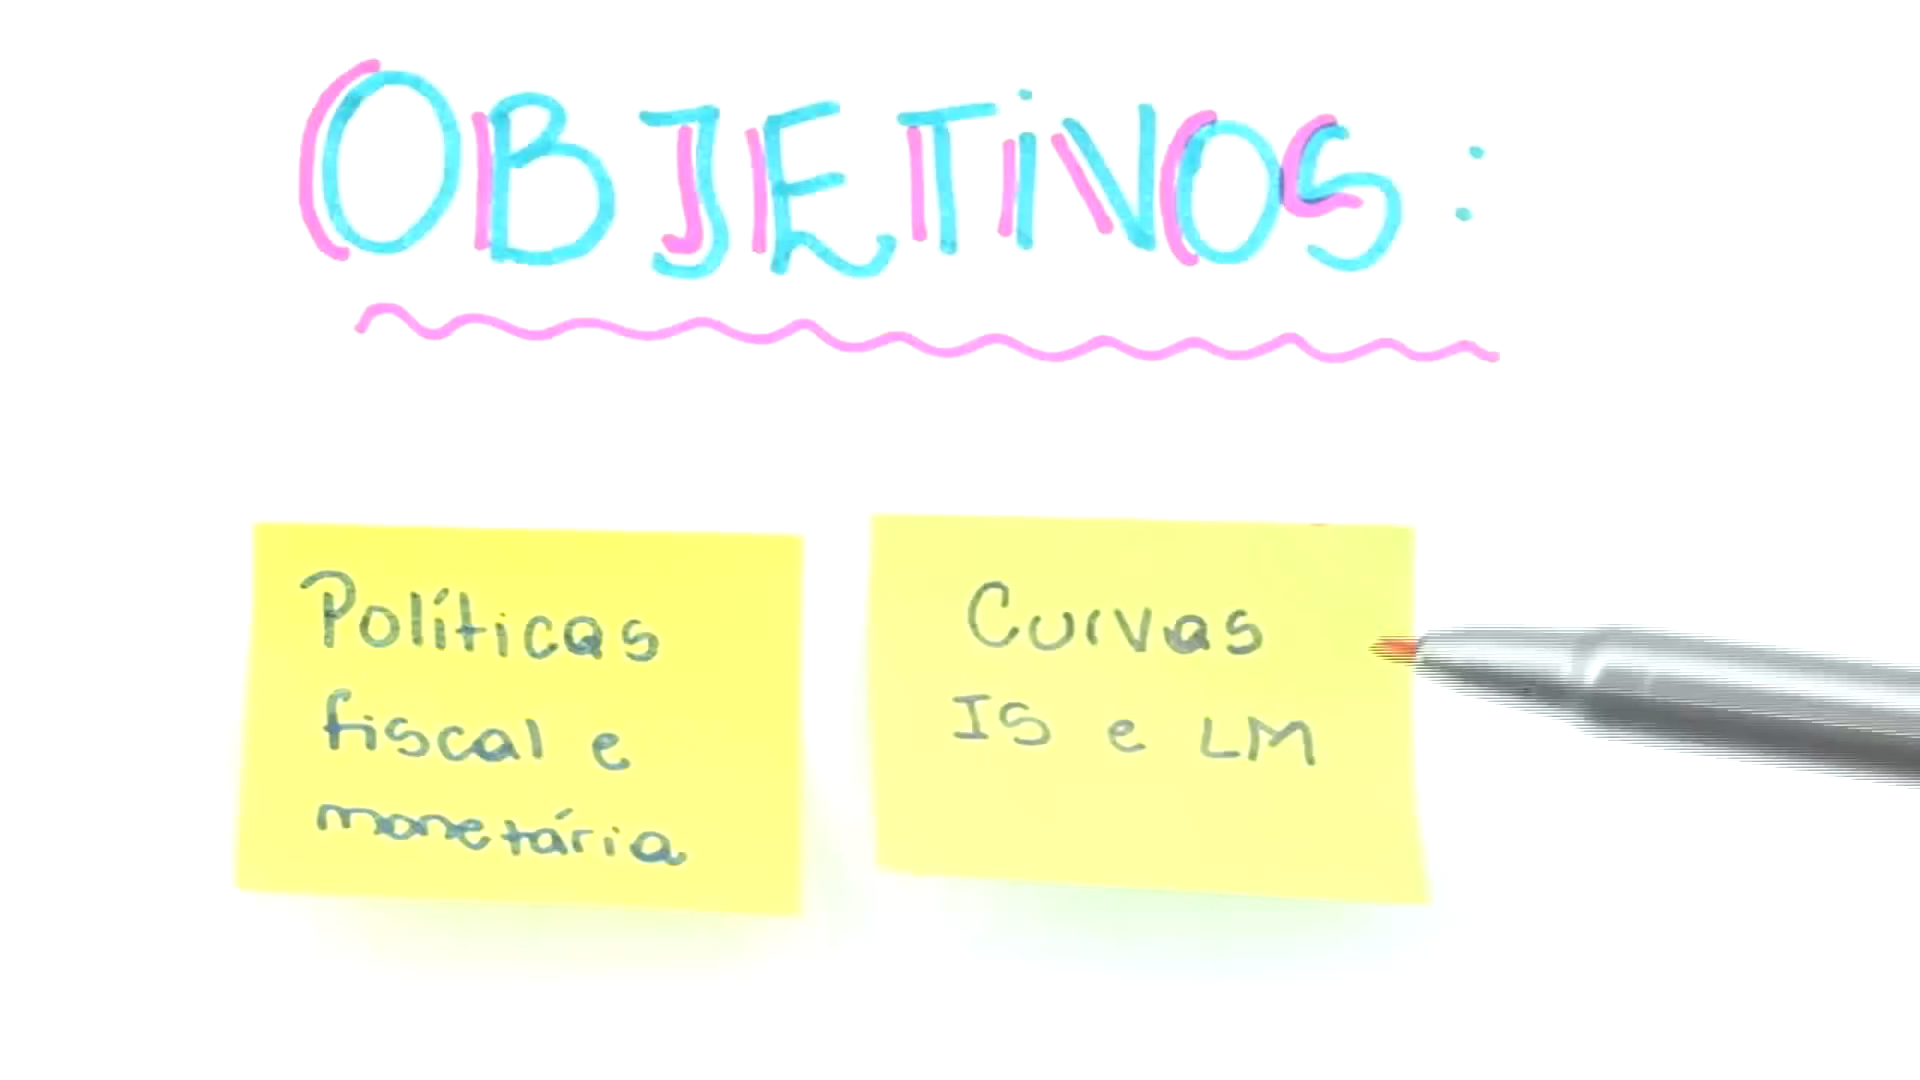 OBJETIVOS:
Políticas
fiscal e
monetária
Curvas
IS e LM